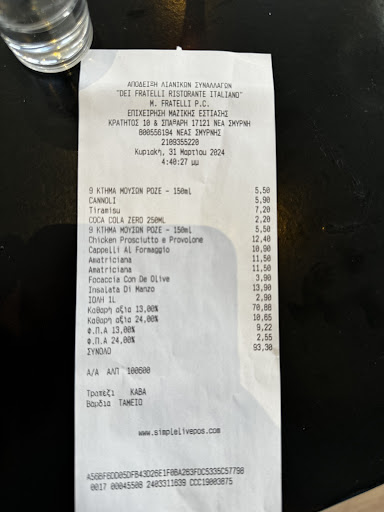 ΑΠΟΔΕΙΞΗ ΛΙΑΝΙΚΩΝ ΣΥΝΑΛΛΑΓΩΝ
"DEI FRATELLI RISTORANTE ITALIANO"
M. FRATELLI P.C.
ΕΠΙΧΕΙΡΗΣΗ ΜΑΖΙΚΗΣ ΕΣΤΙΑΣΗΣ
ΚΡΑΤΗΤΟΣ 10 & ΣΠΑΡΑΡΗ 17121 ΝΕΑ ΣΜΥΡΝΗ
800556194 ΝΕΑΣ ΣΜΥΡΝΗΣ
2109355220
Κυριακή, 31 Μαρτίου 2024
4:40:27 μμ
9 ΚΤΗΜΑ ΜΟΥΣΩΝ ΡΟΖΕ - 150ml 5,50
CANNOLI 5,90
Tiramisu 7,20
COCA COLA ZERO 250ML 2,20
9 ΚΤΗΜΑ ΜΟΥΣΩΝ ΡΟΖΕ - 150ml 5,50
Chicken Prosciutto e Provolone 12,40
Cappelli Al Formaggio 10,90
Amatriciana 11,50
Amatriciana 11,50
Focaccia Con De Olive 3,90
Insalata Di Manzo 13,90
ΙΟΛΗ 1L 2,90
Καθαρή αξία 13,00% 70,88
Καθαρή αξία 24,00% 10,65
Φ.Π.Α 13,00% 9,22
Φ.Π.Α 24,00% 2,55
ΣΥΝΟΛΟ 93,30
Α/Α ΑΛΠ 100600
Τραπεζι ΚΑΒΑ
Βαρδια ΤΑΜΕΙΟ
www.simplelivepos.com
0017 00045508 2403311639 CCC19003875